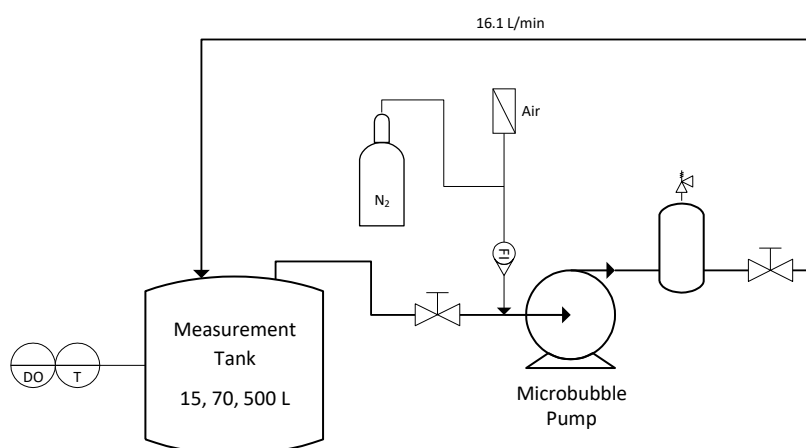 16.1 L/min
Air
N₂
FI
Measurement
Tank
15, 70, 500 L
DO
T
Microbubble
Pump